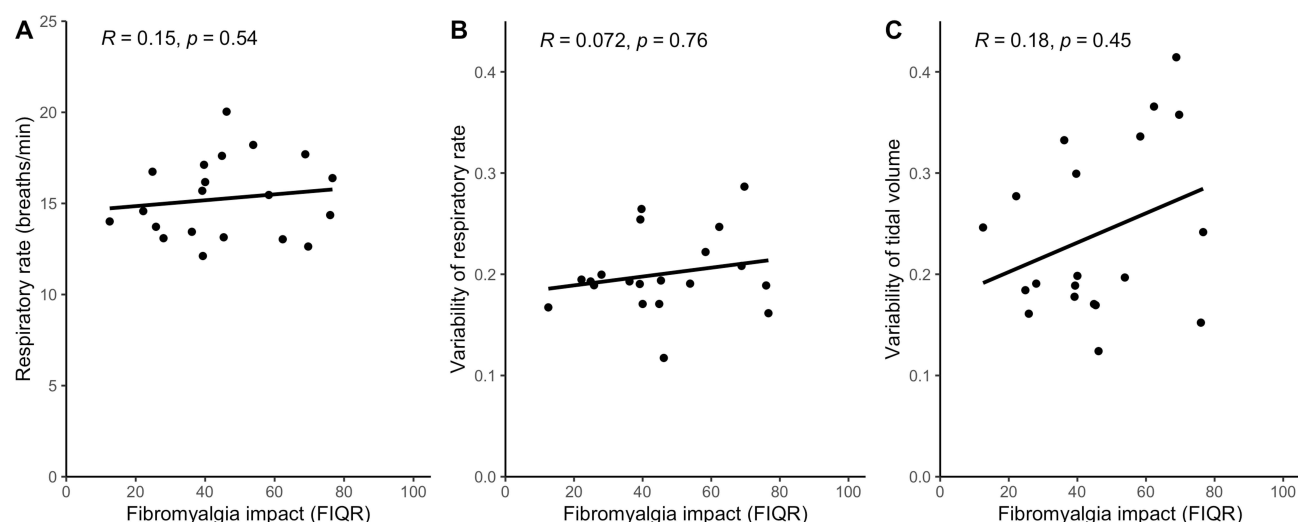 A
R = 0.15, p = 0.54
Respiratory rate (breaths/min)
25
20
15
10
5
0
0 20 40 60 80 100
Fibromyalgia impact (FIQR)
B
R = 0.072, p = 0.76
Variability of respiratory rate
0.4
0.3
0.2
0.1
0.0
0 20 40 60 80 100
Fibromyalgia impact (FIQR)
C
R = 0.18, p = 0.45
Variability of tidal volume
0.4
0.3
0.2
0.1
0.0
0 20 40 60 80 100
Fibromyalgia impact (FIQR)